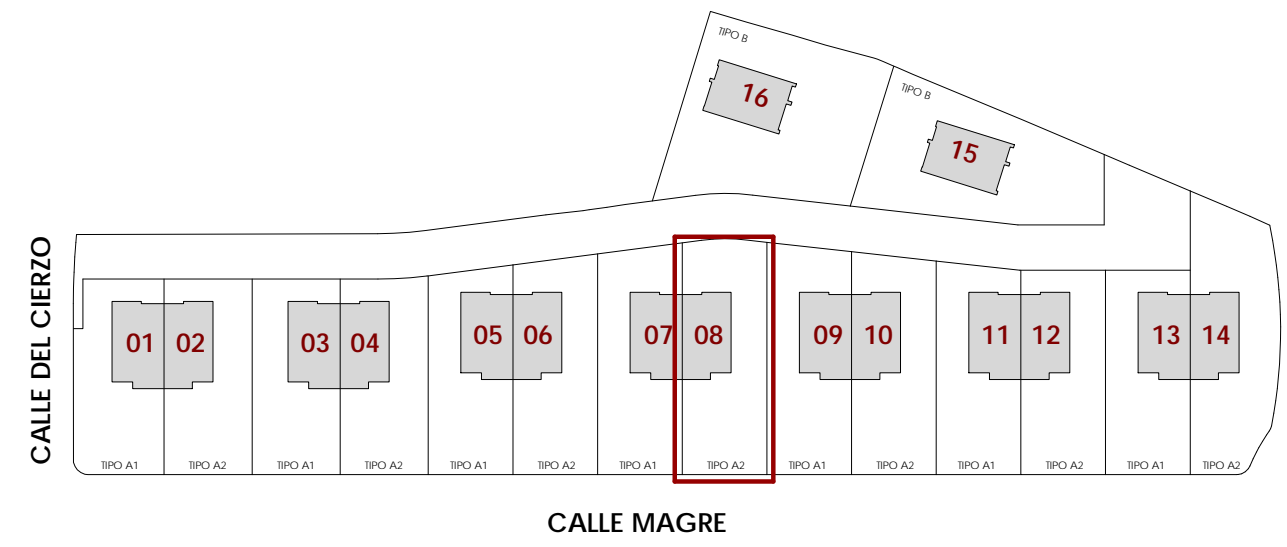 TIPO B
16
TIPO B
15
CALLE DEL CIERZO
01 02 03 04 05 06 07 08 09 10 11 12 13 14
TIPO A1 TIPO A2 TIPO A1 TIPO A2 TIPO A1 TIPO A2 TIPO A1 TIPO A2 TIPO A1 TIPO A2 TIPO A1 TIPO A2 TIPO A1 TIPO A2
CALLE MAGRE